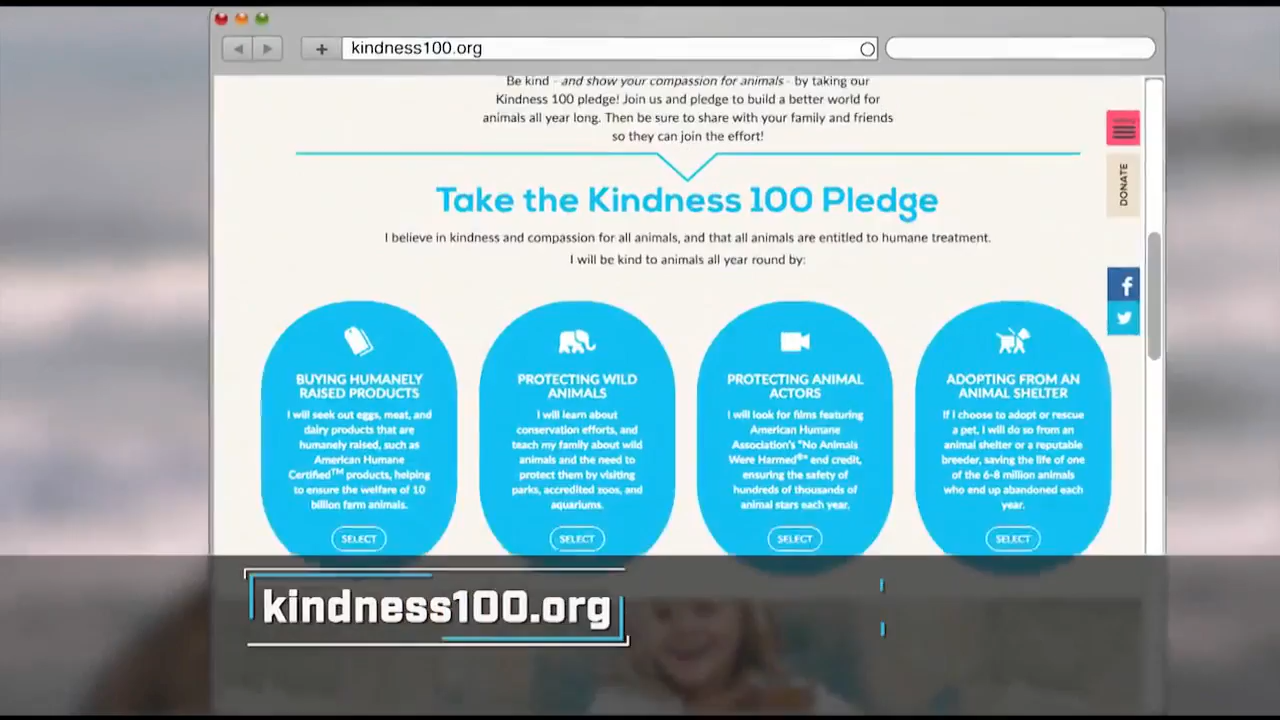 kindness100.org
Be kind - and show your compassion for animals - by taking our
Kindness 100 pledge! Join us and pledge to build a better world for
animals all year long. Then be sure to share with your family and friends
so they can join the effort!
DONATE
Take the Kindness 100 Pledge
I believe in kindness and compassion for all animals, and that all animals are entitled to humane treatment.
I will be kind to animals all year round by:
BUYING HUMANELY
RAISED PRODUCTS
I will seek out eggs, meat, and
dairy products that are
humanely raised, such as
American Humane
Certified™ products, helping
to ensure the welfare of 10
billion farm animals.
SELECT
PROTECTING WILD
ANIMALS
I will learn about
conservation efforts, and
teach my family about wild
animals and the need to
protect them by visiting
parks, accredited zoos, and
aquariums.
SELECT
PROTECTING ANIMAL
ACTORS
I will look for films featuring
American Humane
Association's "No Animals
Were Harmed®" end credit,
ensuring the safety of
hundreds of thousands of
animal stars each year.
SELECT
ADOPTING FROM AN
ANIMAL SHELTER
If I choose to adopt or rescue
a pet, I will do so from an
animal shelter or a reputable
breeder, saving the life of one
of the 6-8 million animals
who end up abandoned each
year.
SELECT
kindness100.org